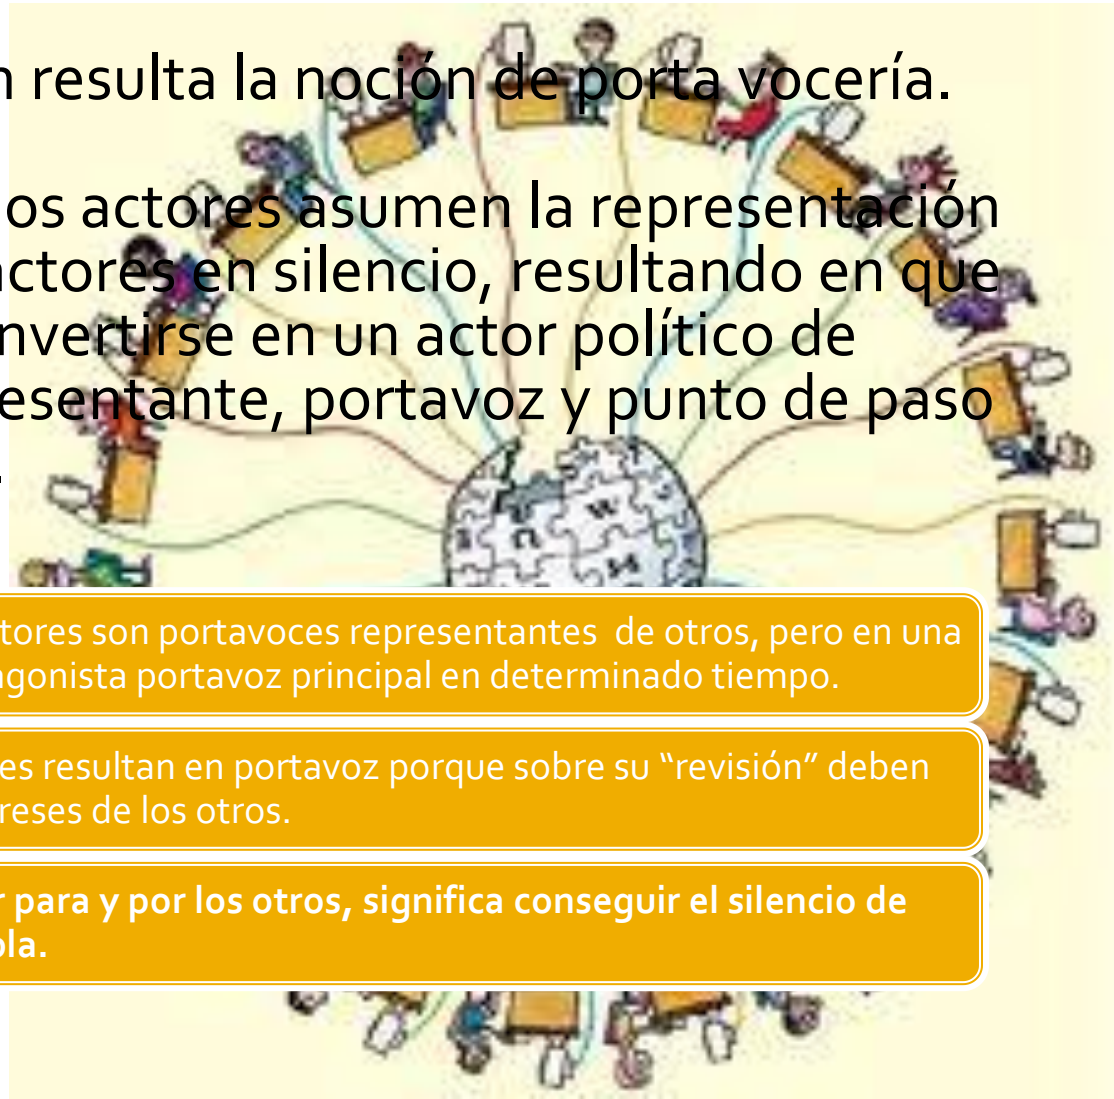 n resulta la noción de porta vocería.
os actores asumen la representación
actores en silencio, resultando en que
nvertirse en un actor político de
esentante, portavoz y punto de paso
.
tores son portavoces representantes de otros, pero en una
agonista portavoz principal en determinado tiempo.
es resultan en portavoz porque sobre su “revisión” deben
reses de los otros.
r para y por los otros, significa conseguir el silencio de
ola.